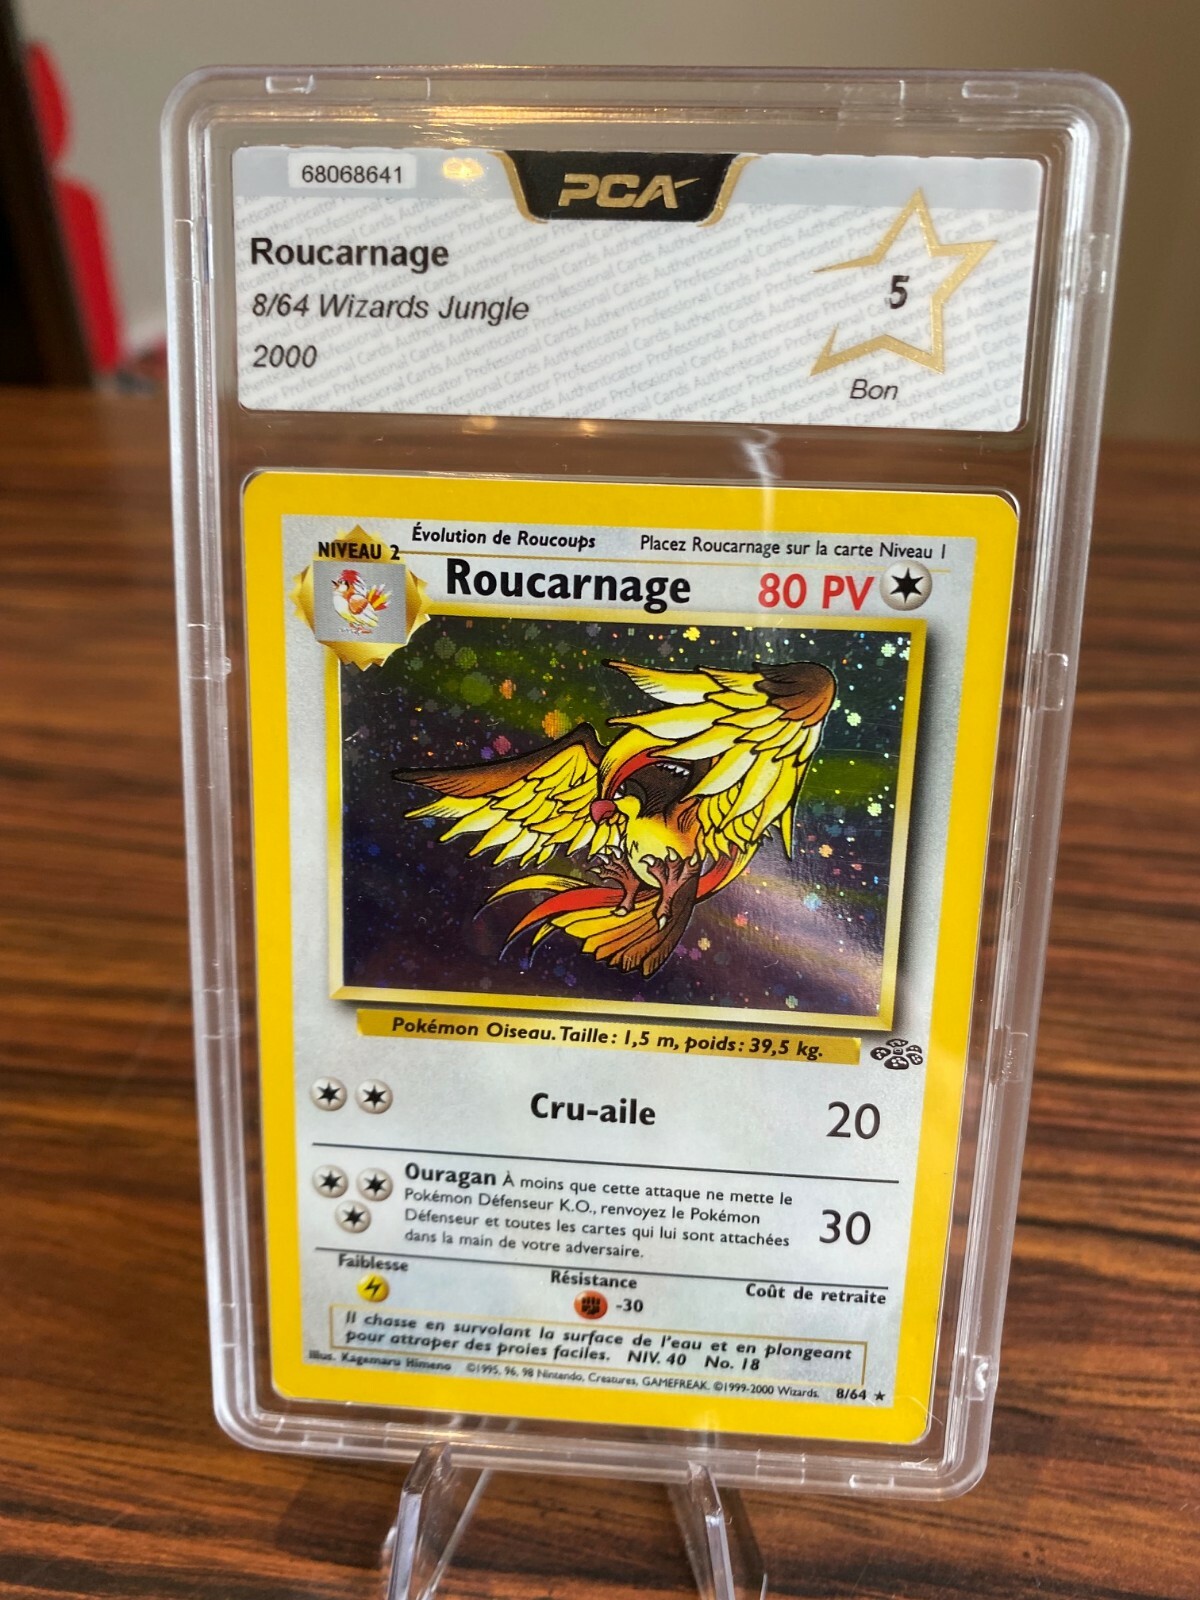 68068641
PCA
Roucarnage
8/64 Wizards Jungle
2000
5
Bon
Évolution de Roucoups
Placez Roucarnage sur la carte Niveau 1
NIVEAU 2
Roucarnage
80 PV
Pokémon Oiseau. Taille: 1,5 m, poids: 39,5 kg.
Cru-aile
20
Ouragan À moins que cette attaque ne mette le
Pokémon Défenseur K.O., renvoyez le Pokémon
Défenseur et toutes les cartes qui lui sont attachées
dans la main de votre adversaire.
30
Faiblesse
Résistance
Coût de retraite
-30
Il chasse en survolant la surface de l'eau et en plongeant
pour attraper des proies faciles. NIV. 40 No. 18
Illus. Kagemaru Himeno ©1995, 96, 98 Nintendo, Creatures, GAMEFREAK. ©1999-2000 Wizards. 8/64 ★